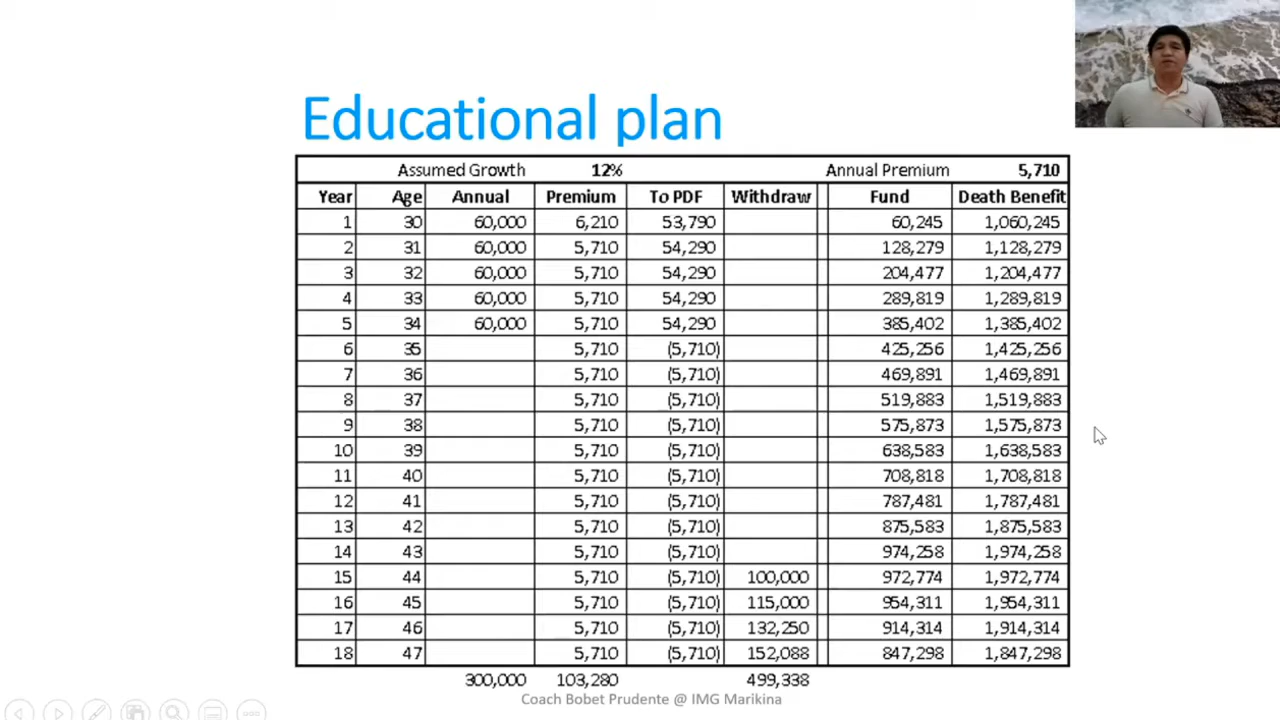 Educational plan
Assumed Growth 12% Annual Premium 5,710
Year Age Annual Premium To PDF Withdraw Fund Death Benefit
1 30 60,000 6,210 53,790 60,245 1,060,245
2 31 60,000 5,710 54,290 128,279 1,128,279
3 32 60,000 5,710 54,290 204,477 1,204,477
4 33 60,000 5,710 54,290 289,819 1,289,819
5 34 60,000 5,710 54,290 385,402 1,385,402
6 35 5,710 (5,710) 425,256 1,425,256
7 36 5,710 (5,710) 469,891 1,469,891
8 37 5,710 (5,710) 519,883 1,519,883
9 38 5,710 (5,710) 575,873 1,575,873
10 39 5,710 (5,710) 638,583 1,638,583
11 40 5,710 (5,710) 708,818 1,708,818
12 41 5,710 (5,710) 787,481 1,787,481
13 42 5,710 (5,710) 875,583 1,875,583
14 43 5,710 (5,710) 974,258 1,974,258
15 44 5,710 (5,710) 100,000 972,774 1,972,774
16 45 5,710 (5,710) 115,000 954,311 1,954,311
17 46 5,710 (5,710) 132,250 914,314 1,914,314
18 47 5,710 (5,710) 152,088 847,298 1,847,298
300,000 103,280 499,338
Coach Bobet Prudente @ IMG Marikina